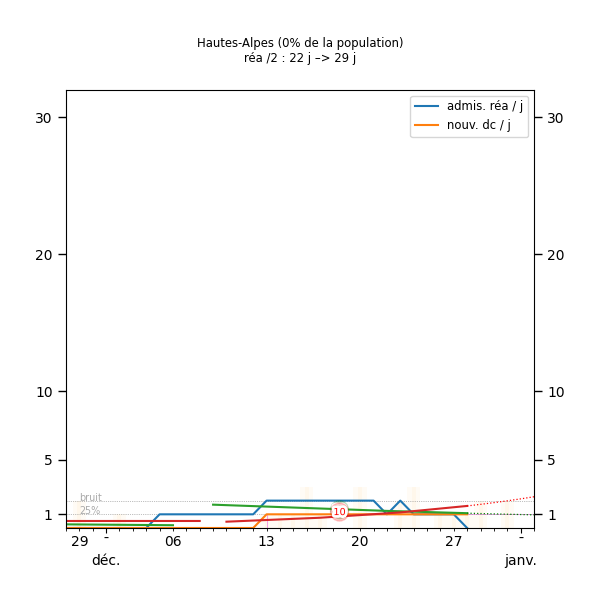 Hautes-Alpes (0% de la population)
réa /2 : 22 j –> 29 j
admis. réa / j
nouv. dc / j
30 30
20 20
10 10
5 5
bruit
25%
10
1 1
29 - 06 13 20 27 -
déc. janv.